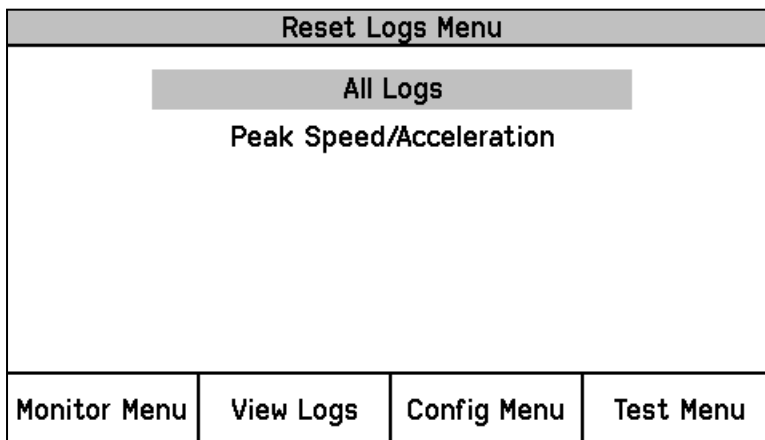 Reset Logs Menu
All Logs
Peak Speed/Acceleration
Monitor Menu
View Logs
Config Menu
Test Menu